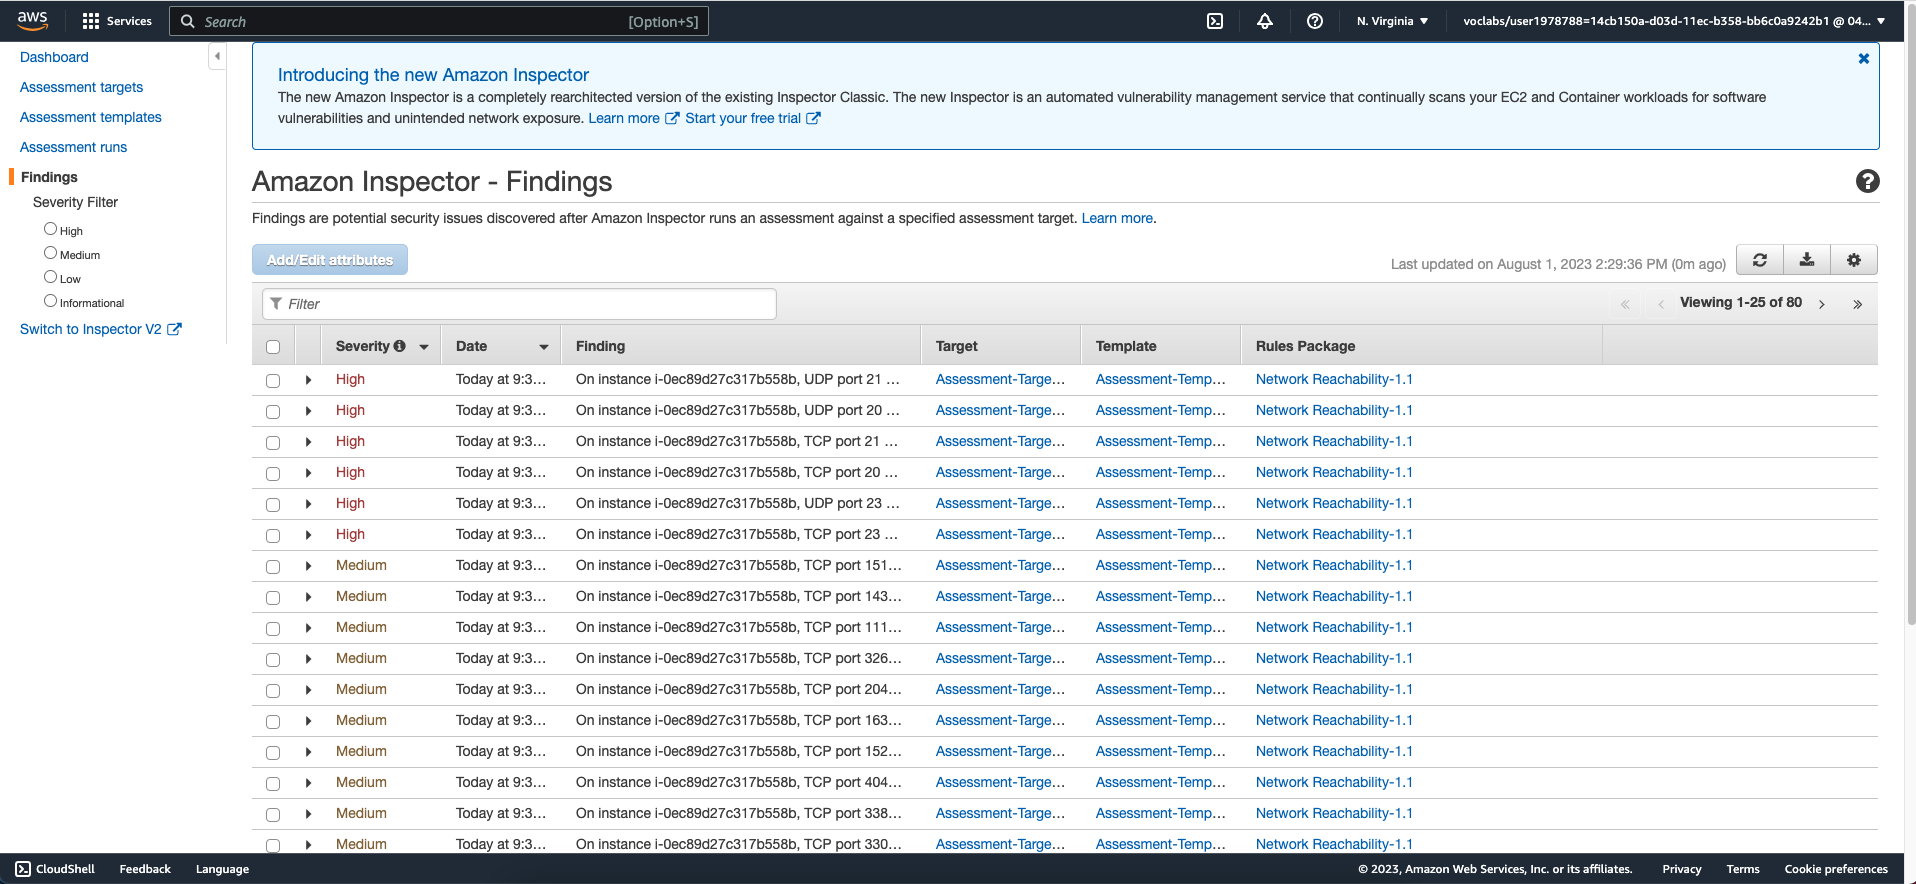 aws
Services
Search
[Option+S]
N. Virginia
voclabs/user1978788=14cb150a-d03d-11ec-b358-bb6c0a9242b1 @ 04...
Dashboard
Assessment targets
Assessment templates
Assessment runs
Findings
Severity Filter
High
Medium
Low
Informational
Switch to Inspector V2
Introducing the new Amazon Inspector
The new Amazon Inspector is a completely rearchitected version of the existing Inspector Classic. The new Inspector is an automated vulnerability management service that continually scans your EC2 and Container workloads for software
vulnerabilities and unintended network exposure. Learn more Start your free trial
Amazon Inspector - Findings
Findings are potential security issues discovered after Amazon Inspector runs an assessment against a specified assessment target. Learn more.
Add/Edit attributes
Last updated on August 1, 2023 2:29:36 PM (0m ago)
Filter
Viewing 1-25 of 80
Severity Date Finding Target Template Rules Package
High Today at 9:3... On instance i-0ec89d27c317b558b, UDP port 21 ... Assessment-Targe... Assessment-Temp... Network Reachability-1.1
High Today at 9:3... On instance i-0ec89d27c317b558b, UDP port 20 ... Assessment-Targe... Assessment-Temp... Network Reachability-1.1
High Today at 9:3... On instance i-0ec89d27c317b558b, TCP port 21 ... Assessment-Targe... Assessment-Temp... Network Reachability-1.1
High Today at 9:3... On instance i-0ec89d27c317b558b, TCP port 20 ... Assessment-Targe... Assessment-Temp... Network Reachability-1.1
High Today at 9:3... On instance i-0ec89d27c317b558b, UDP port 23 ... Assessment-Targe... Assessment-Temp... Network Reachability-1.1
High Today at 9:3... On instance i-0ec89d27c317b558b, TCP port 23 ... Assessment-Targe... Assessment-Temp... Network Reachability-1.1
Medium Today at 9:3... On instance i-0ec89d27c317b558b, TCP port 151... Assessment-Targe... Assessment-Temp... Network Reachability-1.1
Medium Today at 9:3... On instance i-0ec89d27c317b558b, TCP port 143... Assessment-Targe... Assessment-Temp... Network Reachability-1.1
Medium Today at 9:3... On instance i-0ec89d27c317b558b, TCP port 111... Assessment-Targe... Assessment-Temp... Network Reachability-1.1
Medium Today at 9:3... On instance i-0ec89d27c317b558b, TCP port 326... Assessment-Targe... Assessment-Temp... Network Reachability-1.1
Medium Today at 9:3... On instance i-0ec89d27c317b558b, TCP port 204... Assessment-Targe... Assessment-Temp... Network Reachability-1.1
Medium Today at 9:3... On instance i-0ec89d27c317b558b, TCP port 163... Assessment-Targe... Assessment-Temp... Network Reachability-1.1
Medium Today at 9:3... On instance i-0ec89d27c317b558b, TCP port 152... Assessment-Targe... Assessment-Temp... Network Reachability-1.1
Medium Today at 9:3... On instance i-0ec89d27c317b558b, TCP port 404... Assessment-Targe... Assessment-Temp... Network Reachability-1.1
Medium Today at 9:3... On instance i-0ec89d27c317b558b, TCP port 338... Assessment-Targe... Assessment-Temp... Network Reachability-1.1
Medium Today at 9:3... On instance i-0ec89d27c317b558b, TCP port 330... Assessment-Targe... Assessment-Temp... Network Reachability-1.1
CloudShell Feedback Language © 2023, Amazon Web Services, Inc. or its affiliates. Privacy Terms Cookie preferences